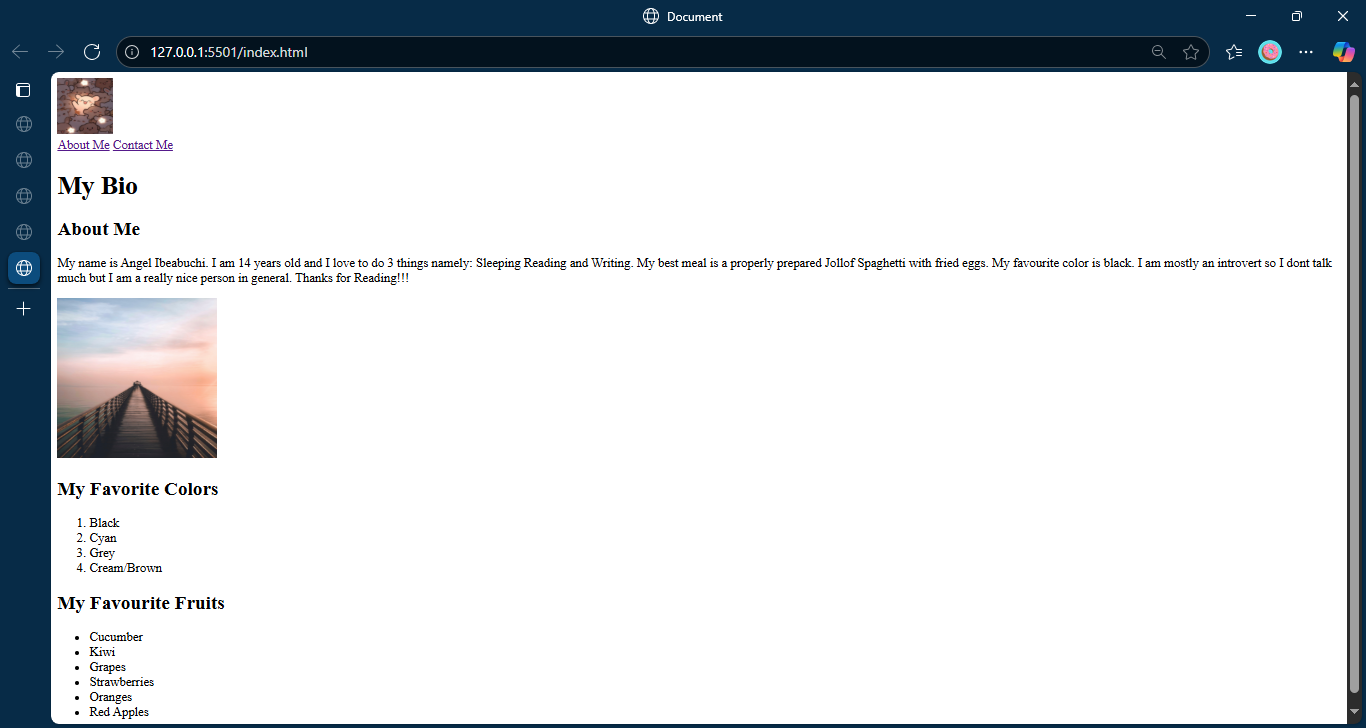 Document
127.0.0.1:5501/index.html
About Me Contact Me
My Bio
About Me
My name is Angel Ibeabuchi. I am 14 years old and I love to do 3 things namely: Sleeping Reading and Writing. My best meal is a properly prepared Jollof Spaghetti with fried eggs. My favourite color is black. I am mostly an introvert so I dont talk
much but I am a really nice person in general. Thanks for Reading!!!
My Favorite Colors
1. Black
2. Cyan
3. Grey
4. Cream/Brown
My Favourite Fruits
• Cucumber
• Kiwi
• Grapes
• Strawberries
• Oranges
• Red Apples